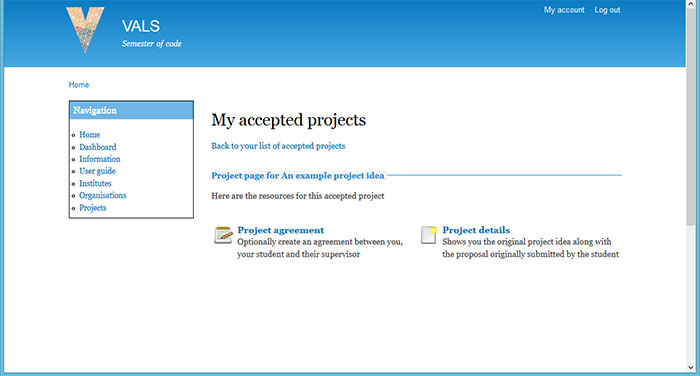 My account Log out
VALS
Semester of code
Home
Navigation
Home
Dashboard
Information
User guide
Institutes
Organisations
Projects
My accepted projects
Back to your list of accepted projects
Project page for An example project idea
Here are the resources for this accepted project
Project agreement
Optionally create an agreement between you,
your student and their supervisor
Project details
Shows you the original project idea along with
the proposal originally submitted by the student